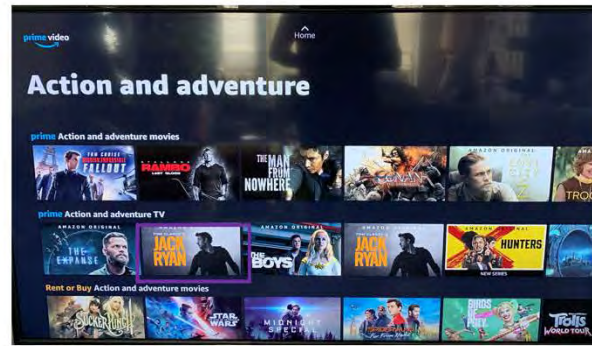 prime video
Home
Action and adventure
prime Action and adventure movies
TOM CRUISE
FALLOUT
RAMBO
LAST BLOOD
THE MAN
FROM
NOWHERE
CONAN
AMAZON ORIGINAL
prime Action and adventure TV
AMAZON ORIGINAL
THE
EXPANSE
JACK
RYAN
AMAZON ORIGINAL
THE
BOYS
JACK
RYAN
AMAZON ORIGINAL
HUNTERS
NEW SERIES
Rent or Buy Action and adventure movies
SUCKER PUNCH
STAR
WARS
MIDNIGHT
SPECIAL
SPIDER-MAN
BIRDS
OF
PREY
Trolls
WORLD TOUR